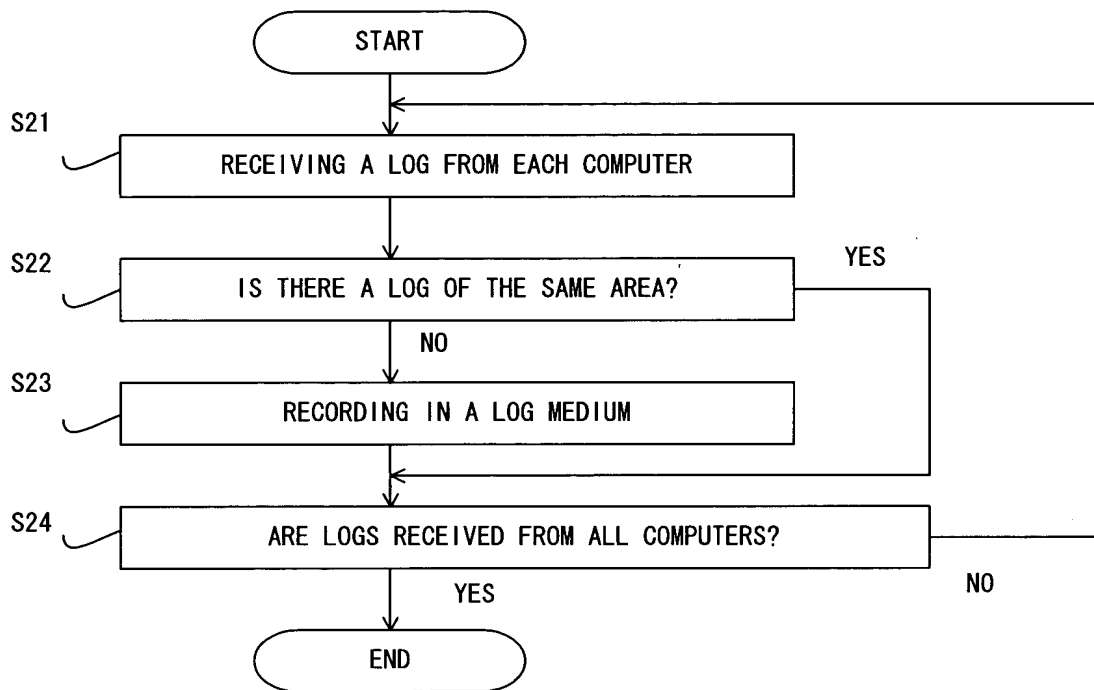 START
S21
RECEIVING A LOG FROM EACH COMPUTER
S22
IS THERE A LOG OF THE SAME AREA?
YES
NO
S23
RECORDING IN A LOG MEDIUM
S24
ARE LOGS RECEIVED FROM ALL COMPUTERS?
NO
YES
END